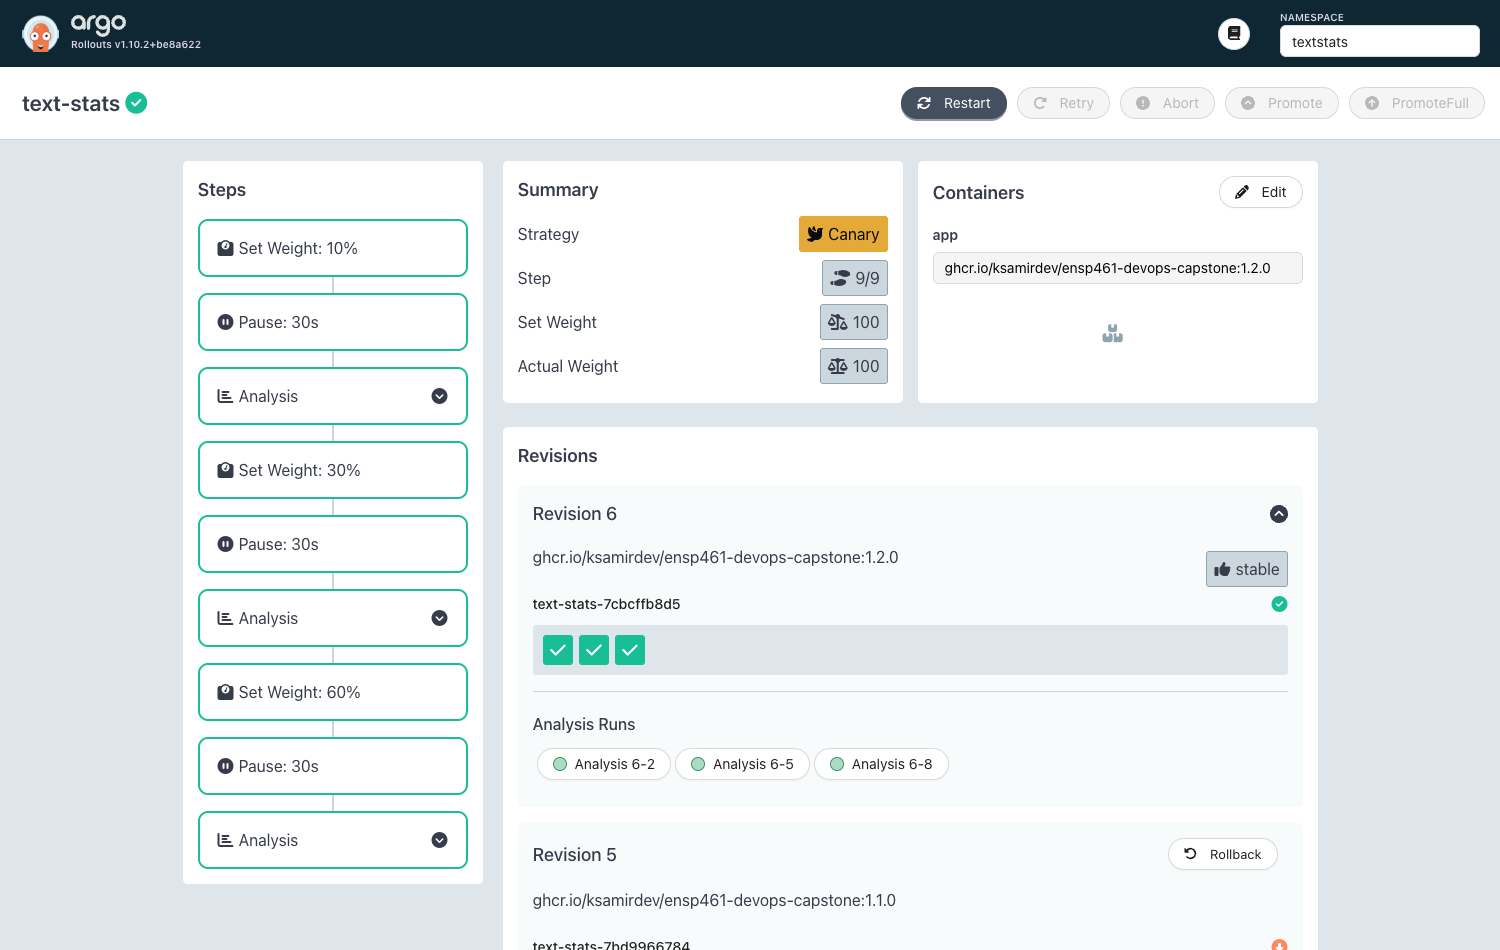 argo
Rollouts v1.10.2+be8a622
NAMESPACE
textstats
text-stats
Restart
Retry
Abort
Promote
PromoteFull
Steps
Set Weight: 10%
Pause: 30s
Analysis
Set Weight: 30%
Pause: 30s
Analysis
Set Weight: 60%
Pause: 30s
Analysis
Summary
Strategy
Canary
Step
9/9
Set Weight
100
Actual Weight
100
Containers
Edit
app
ghcr.io/ksamirdev/ensp461-devops-capstone:1.2.0
Revisions
Revision 6
ghcr.io/ksamirdev/ensp461-devops-capstone:1.2.0
stable
text-stats-7cbcffb8d5
Analysis Runs
Analysis 6-2
Analysis 6-5
Analysis 6-8
Revision 5
Rollback
ghcr.io/ksamirdev/ensp461-devops-capstone:1.1.0
text-stats-7bd9966784